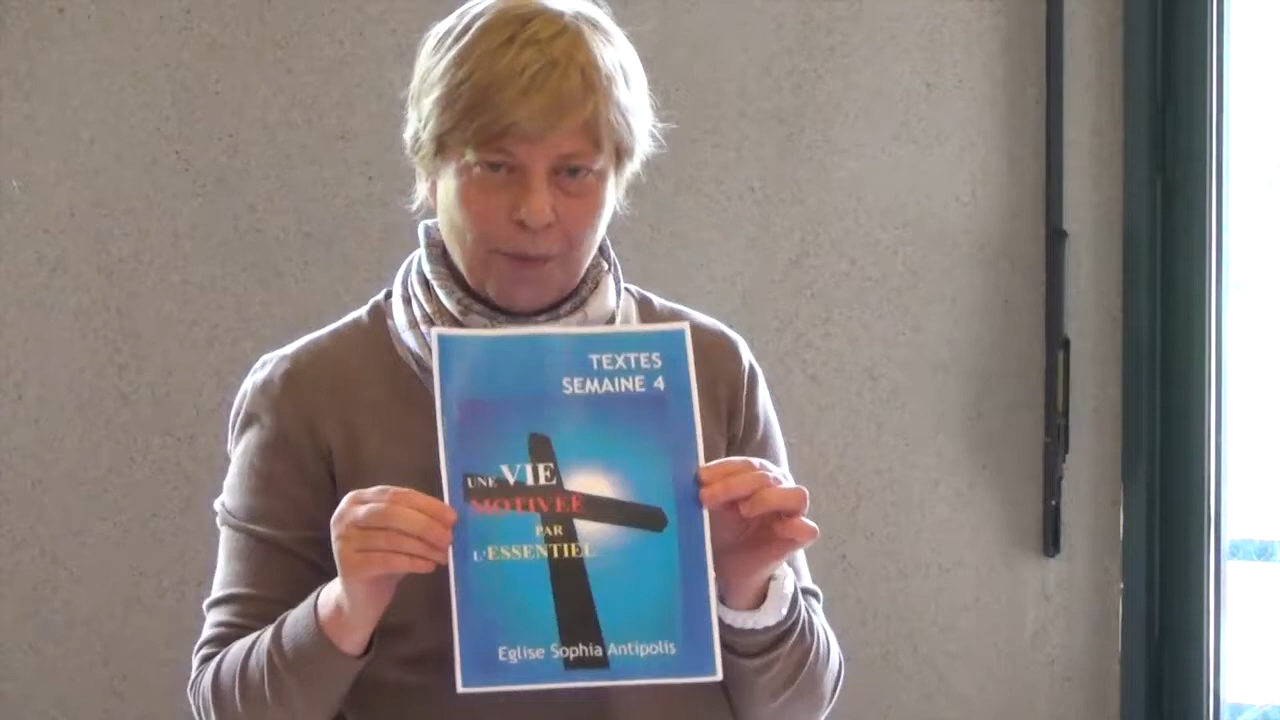 TEXTES
SEMAINE 4
UNE VIE
MOTIVÉE
PAR
L'ESSENTIEL
Eglise Sophia Antipolis